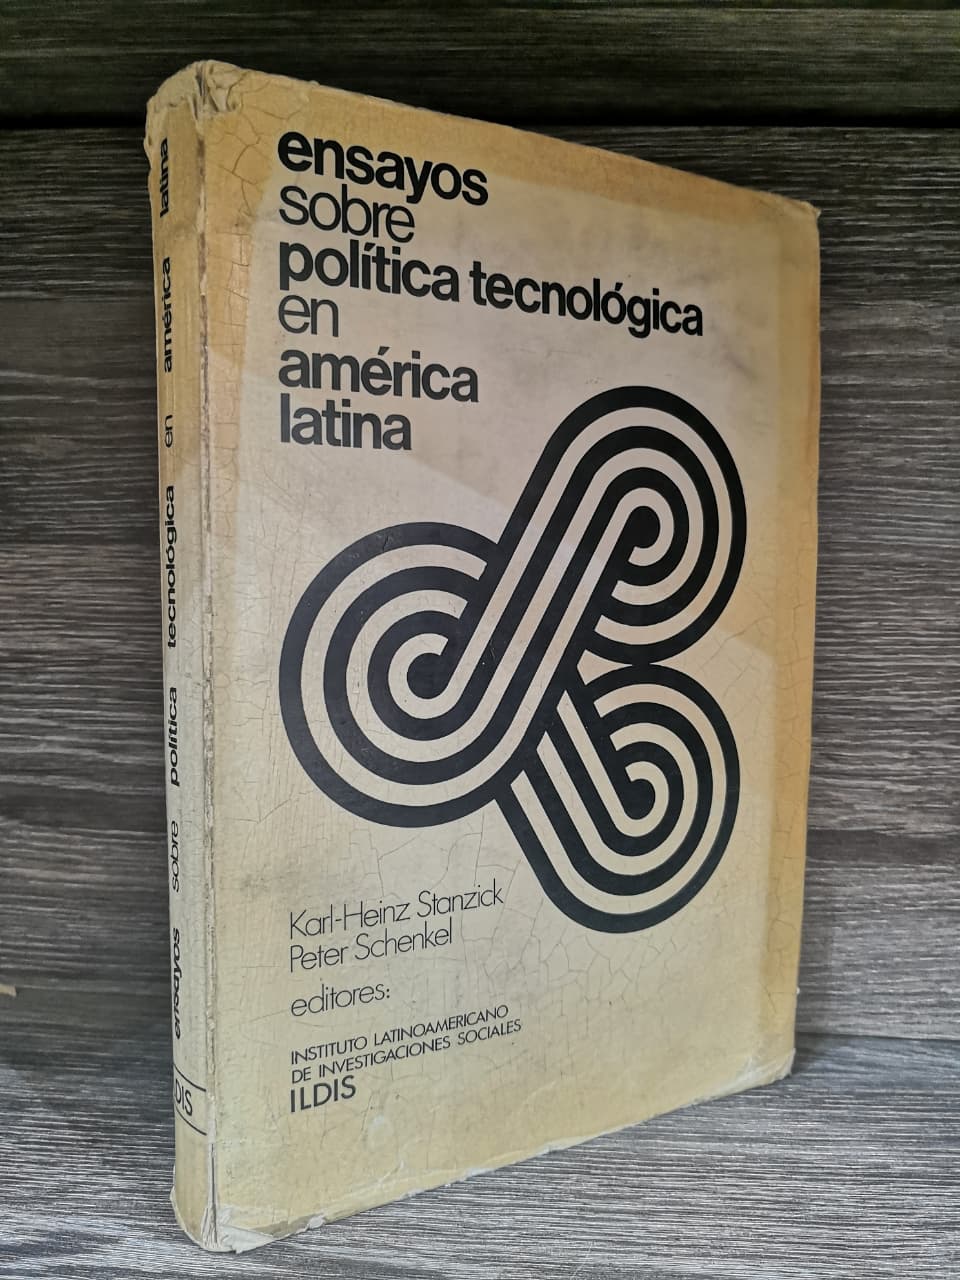 ensayos
sobre
política tecnológica
en
américa
latina
Karl-Heinz Stanzick
Peter Schenkel
editores:
INSTITUTO LATINOAMERICANO
DE INVESTIGACIONES SOCIALES
ILDIS
ensayos sobre política tecnológica en américa latina